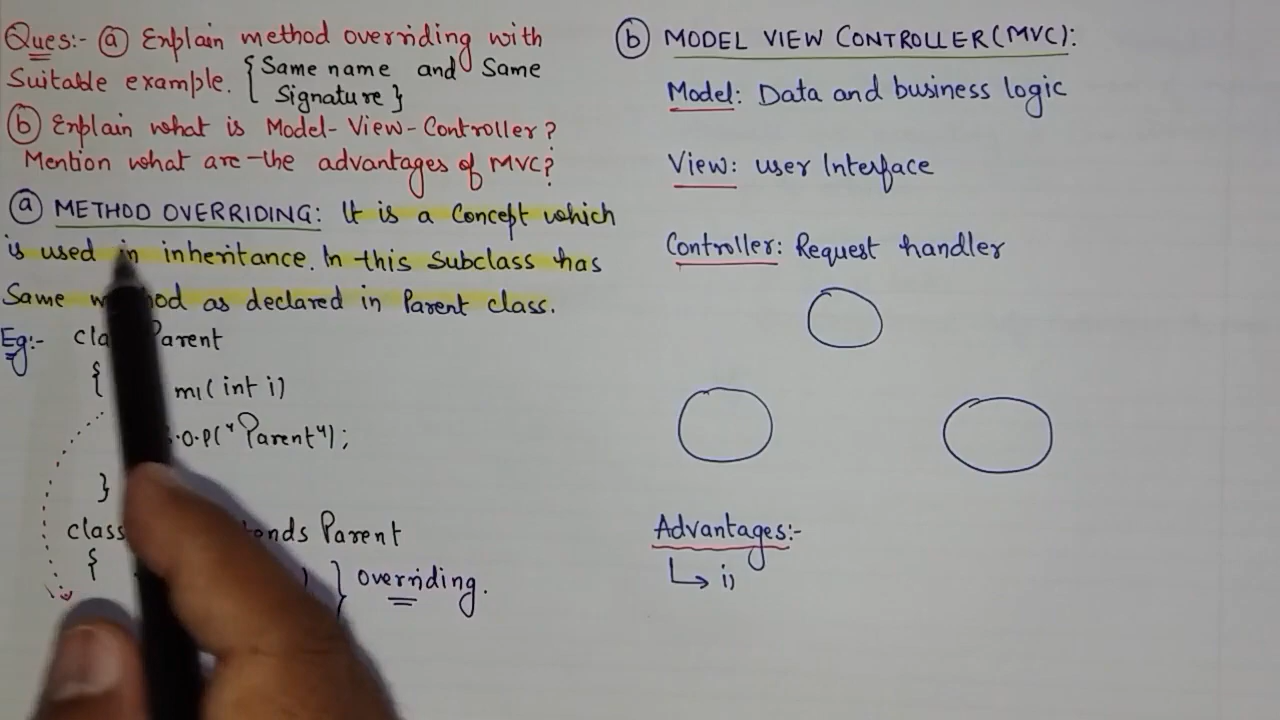 Ques:- (a) Explain method overriding with
Suitable example. { Same name and Same
Signature }
(b) Explain what is Model-View-Controller?
Mention what are the advantages of MVC?
(a) METHOD OVERRIDING: It is a concept which
is used in inheritance. In this Subclass has
Same as declared in Parent class.
Eg:- Parent
{ m1(int i)
.O.P("Parent");
}
class Parent
{ ) } overriding.
(b) MODEL VIEW CONTROLLER (MVC):
Model: Data and business logic
View: user Interface
Controller: Request handler
Advantages:-
↳ i)